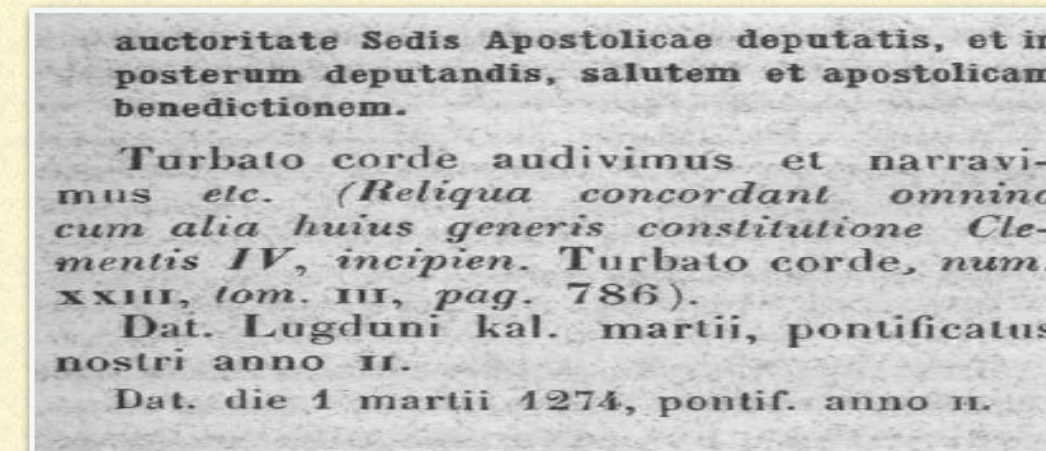 auctoritate Sedis Apostolicae deputatis, et in
posterum deputandis, salutem et apostolicam
benedictionem.
Turbato corde audivimus et narravi-
mus etc. (Reliqua concordant omnino
cum alia huius generis constitutione Cle-
mentis IV, incipien. Turbato corde, num.
XXIII, tom. III, pag. 786).
Dat. Lugduni kal. martii, pontificatus
nostri anno II.
Dat. die 1 martii 1274, pontif. anno II.